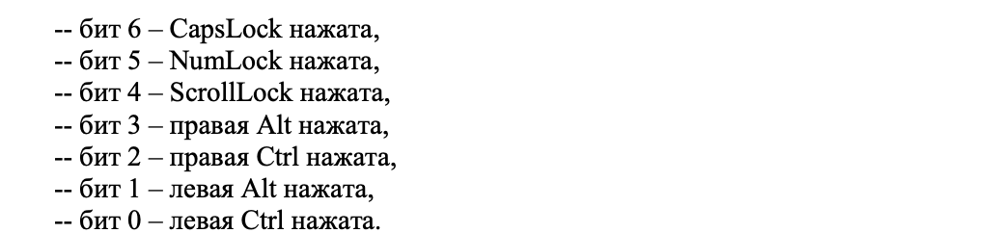 -- бит 6 – CapsLock нажата,
-- бит 5 – NumLock нажата,
-- бит 4 – ScrollLock нажата,
-- бит 3 – правая Alt нажата,
-- бит 2 – правая Ctrl нажата,
-- бит 1 – левая Alt нажата,
-- бит 0 – левая Ctrl нажата.